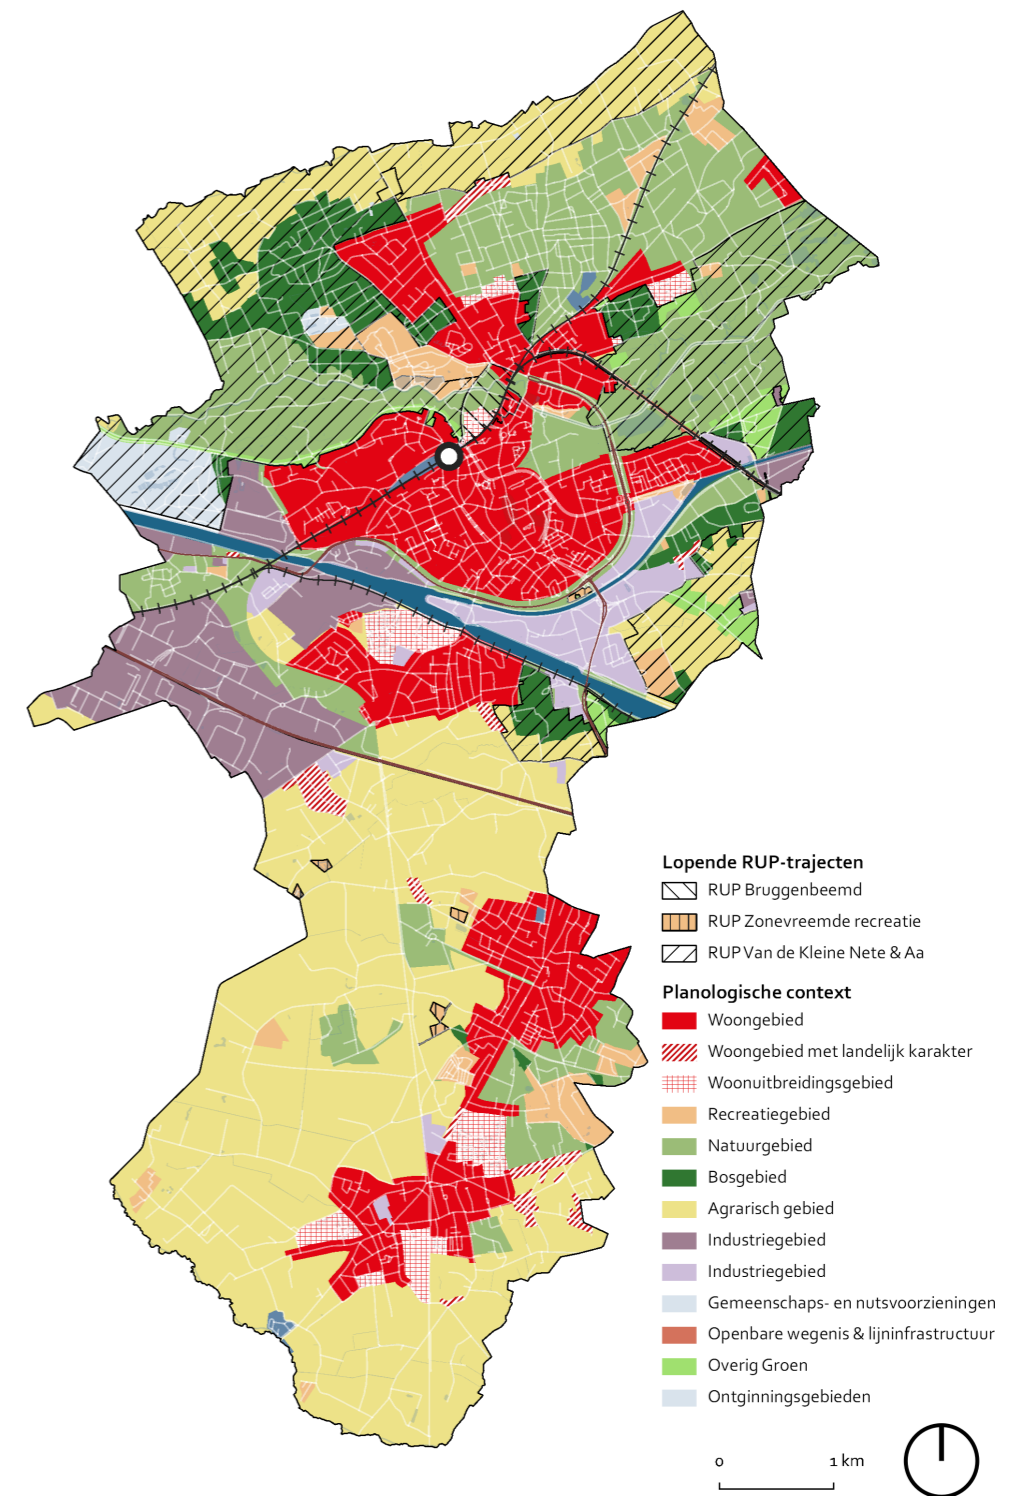 Lopende RUP-trajecten
RUP Bruggenbeemd
RUP Zonevreemde recreatie
RUP Van de Kleine Nete & Aa
Planologische context
Woongebied
Woongebied met landelijk karakter
Woonuitbreidingsgebied
Recreatiegebied
Natuurgebied
Bosgebied
Agrarisch gebied
Industriegebied
Industriegebied
Gemeenschaps- en nutsvoorzieningen
Openbare wegenis & lijninfrastructuur
Overig Groen
Ontginningsgebieden
0 1 km